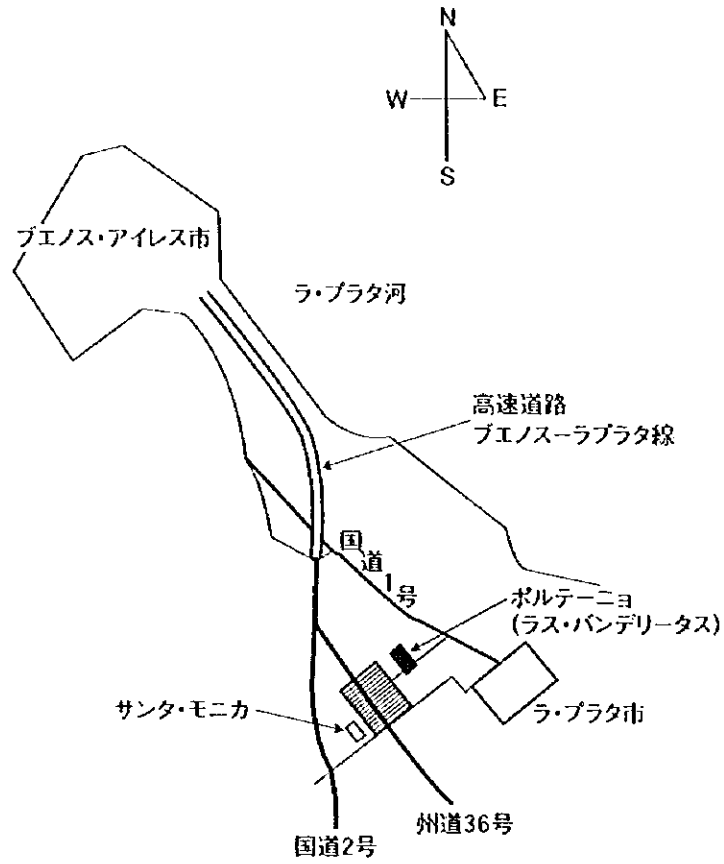 N
W
E
S
ブエノス・アイレス市
ラ・プラタ河
高速道路
ブエノスーラプラタ線
国道1号
ポルテーニョ
(ラス・バンデリータス)
サンタ・モニカ
ラ・プラタ市
州道36号
国道2号